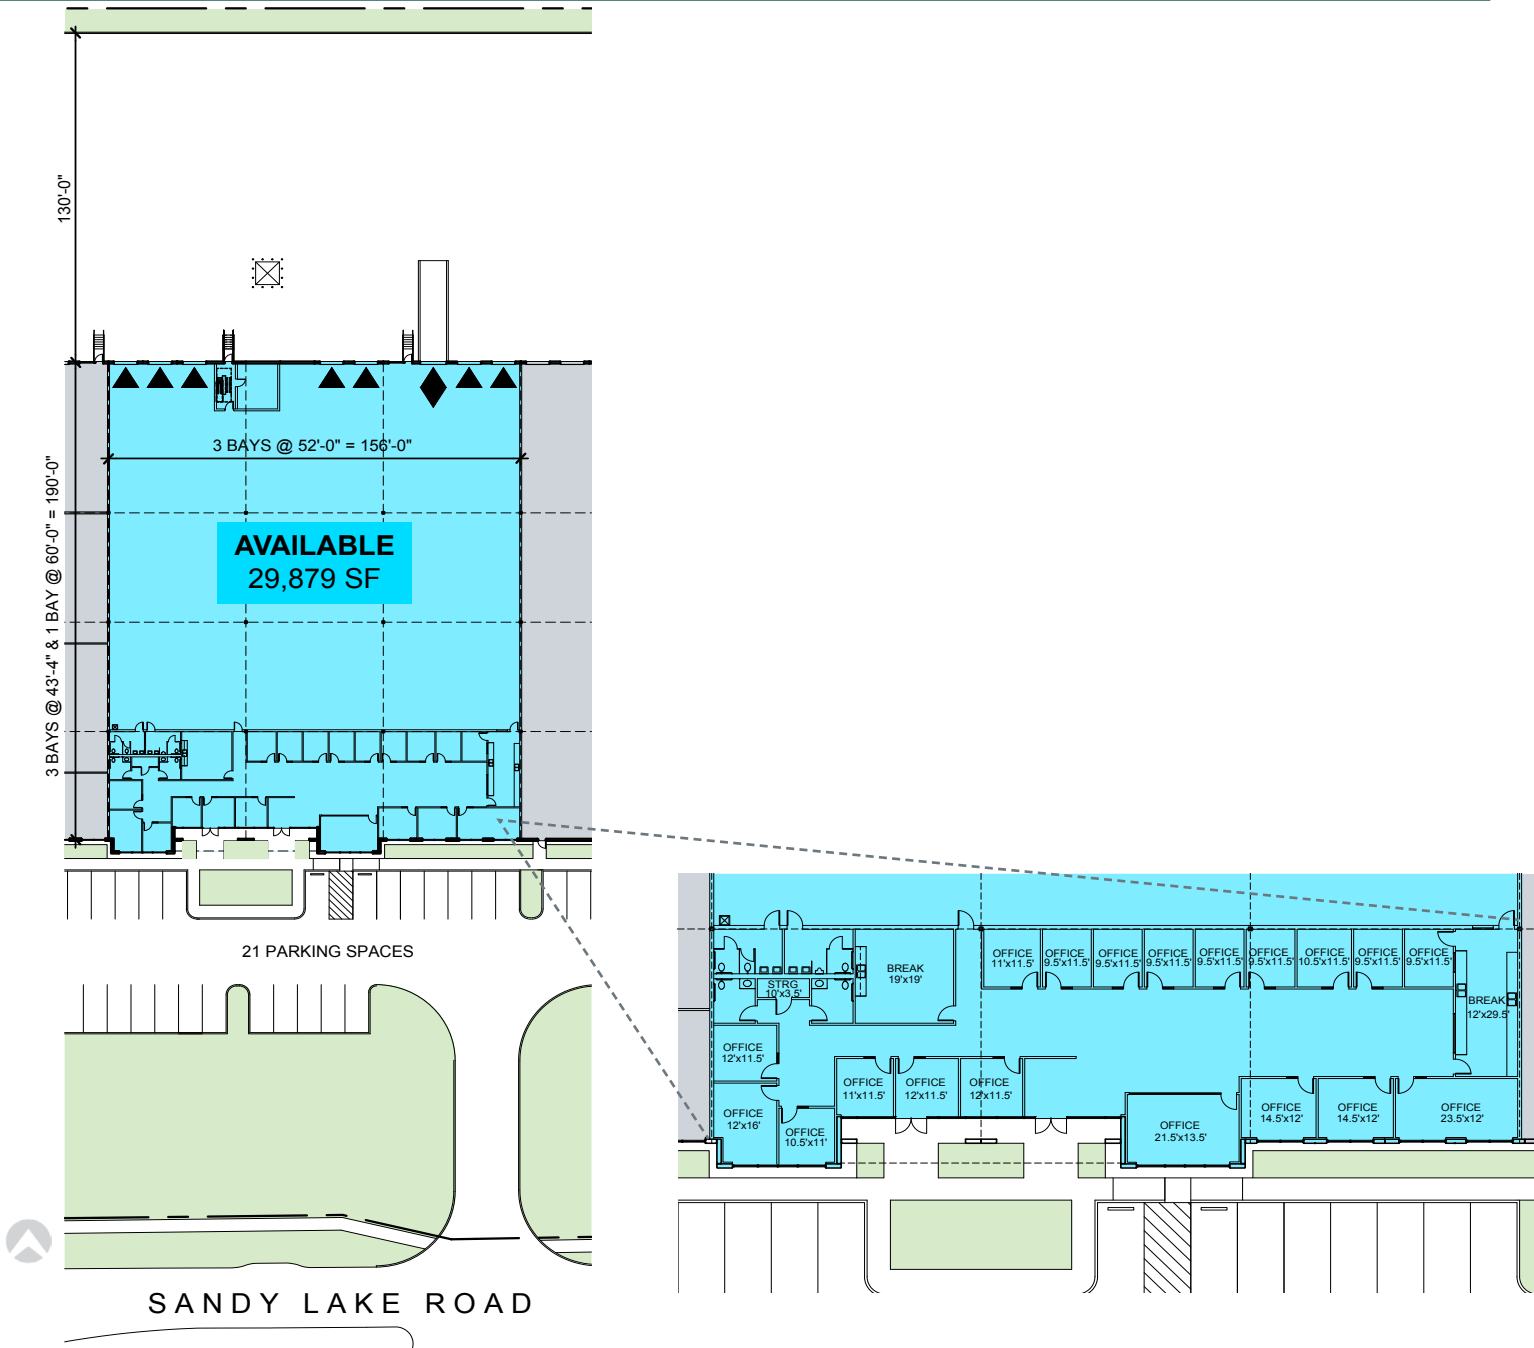 130'-0"
3 BAYS @ 52'-0" = 156'-0"
3 BAYS @ 43'-4" & 1 BAY @ 60'-0" = 190'-0"
AVAILABLE
29,879 SF
21 PARKING SPACES
SANDY LAKE ROAD
BREAK
19'x19'
OFFICE
11'x11.5'
OFFICE
9.5'x11.5'
OFFICE
9.5'x11.5'
OFFICE
9.5'x11.5'
OFFICE
9.5'x11.5'
OFFICE
9.5'x11.5'
OFFICE
10.5'x11.5'
OFFICE
9.5'x11.5'
OFFICE
9.5'x11.5'
STRG
10'x3.5'
BREAK
12'x29.5'
OFFICE
12'x11.5'
OFFICE
11'x11.5'
OFFICE
12'x11.5'
OFFICE
12'x11.5'
OFFICE
12'x16'
OFFICE
10.5'x11'
OFFICE
21.5'x13.5'
OFFICE
14.5'x12'
OFFICE
14.5'x12'
OFFICE
23.5'x12'